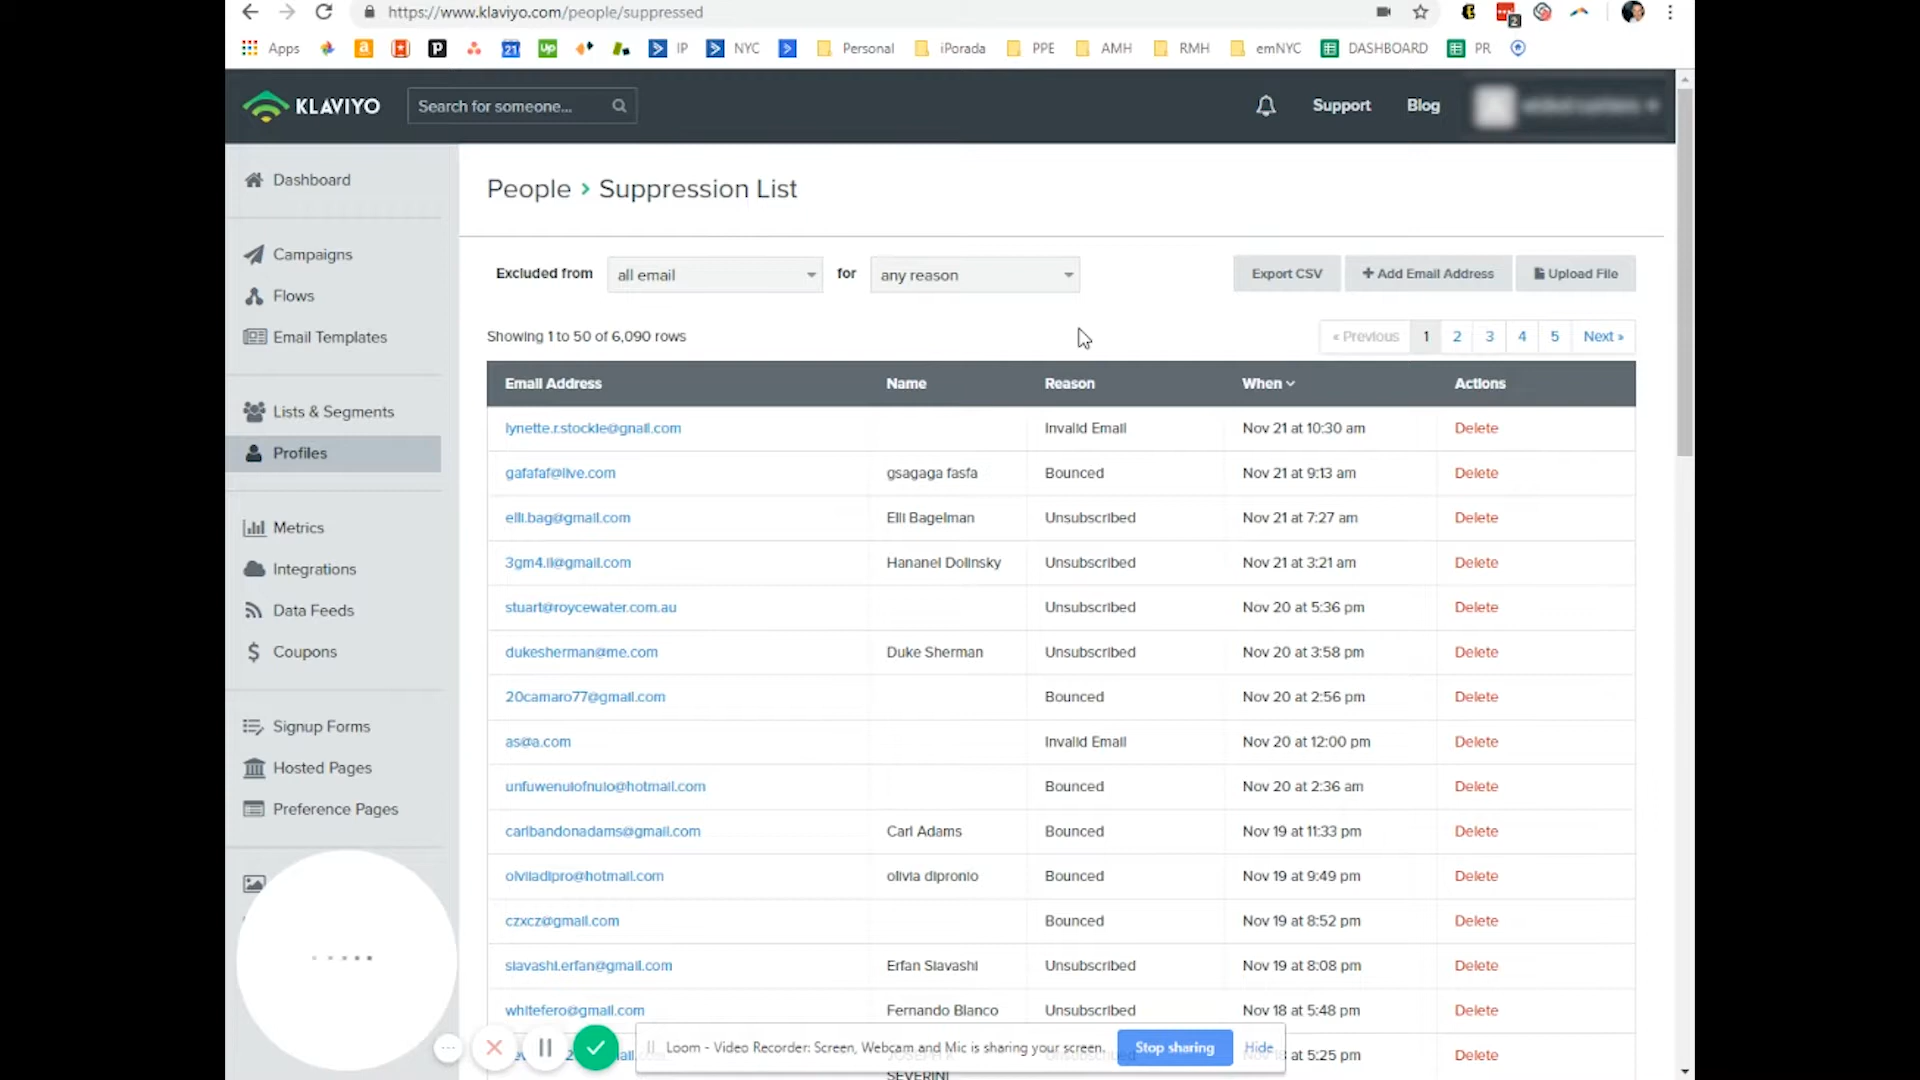 https://www.klaviyo.com/people/suppressed
2
Apps
21
up
IP
NYC
Personal
iPorada
PPE
AMH
RMH
emNYC
DASHBOARD
PR
KLAVIYO
Search for someone...
Support
Blog
Dashboard
Campaigns
Flows
Email Templates
Lists & Segments
Profiles
Metrics
Integrations
Data Feeds
Coupons
Signup Forms
Hosted Pages
Preference Pages
People > Suppression List
Excluded from all email for any reason
Export CSV
+ Add Email Address
Upload File
Showing 1 to 50 of 6,090 rows
« Previous 1 2 3 4 5 Next »
Email Address Name Reason When Actions
lynette.r.stockle@gnail.com Invalid Email Nov 21 at 10:30 am Delete
gafafaf@live.com gsagaga fasfa Bounced Nov 21 at 9:13 am Delete
elli.bag@gmail.com Elli Bagelman Unsubscribed Nov 21 at 7:27 am Delete
3gm4.il@gmail.com Hananel Dolinsky Unsubscribed Nov 21 at 3:21 am Delete
stuart@roycewater.com.au Unsubscribed Nov 20 at 5:36 pm Delete
dukesherman@me.com Duke Sherman Unsubscribed Nov 20 at 3:58 pm Delete
20camaro77@gmail.com Bounced Nov 20 at 2:56 pm Delete
as@a.com Invalid Email Nov 20 at 12:00 pm Delete
unfuwenuiofnuio@hotmail.com Bounced Nov 20 at 2:36 am Delete
carlbandonadams@gmail.com Carl Adams Bounced Nov 19 at 11:33 pm Delete
olviiadipro@hotmail.com olivia dipronio Bounced Nov 19 at 9:49 pm Delete
czxcz@gmail.com Bounced Nov 19 at 8:52 pm Delete
siavashi.erfan@gmail.com Erfan Siavashi Unsubscribed Nov 19 at 8:08 pm Delete
whitefero@gmail.com Fernando Blanco Unsubscribed Nov 18 at 5:48 pm Delete
at 5:25 pm Delete
SEVERINI
Loom - Video Recorder: Screen, Webcam and Mic is sharing your screen.
Stop sharing
Hide